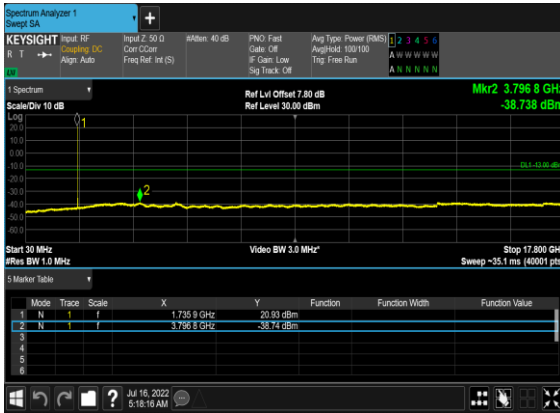 Spectrum Analyzer 1
Swept SA
KEYSIGHT
R T
Input: RF
Coupling: DC
Align: Auto
Input Z: 50 Ω
Corr CCorr
Freq Ref: Int (S)
#Atten: 40 dB
PNO: Fast
Gate: Off
IF Gain: Low
Sig Track: Off
Avg Type: Power (RMS)
Avg|Hold: 100/100
Trig: Free Run
1 2 3 4 5 6
A W W W W W
A N N N N N
1 Spectrum
Scale/Div 10 dB
Ref Lvl Offset 7.80 dB
Ref Level 30.00 dBm
Mkr2 3.796 8 GHz
-38.738 dBm
Log
20.0
10.0
0.00
-10.0
-20.0
-30.0
-40.0
-50.0
-60.0
1
2
DL1 -13.00 dBm
Start 30 MHz
#Res BW 1.0 MHz
Video BW 3.0 MHz*
Stop 17.800 GHz
Sweep ~35.1 ms (40001 pts)
5 Marker Table
Mode Trace Scale X Y Function Function Width Function Value
1 N 1 f 1.735 9 GHz 20.93 dBm
2 N 1 f 3.796 8 GHz -38.74 dBm
3
4
5
6
?
Jul 16, 2022
5:18:16 AM